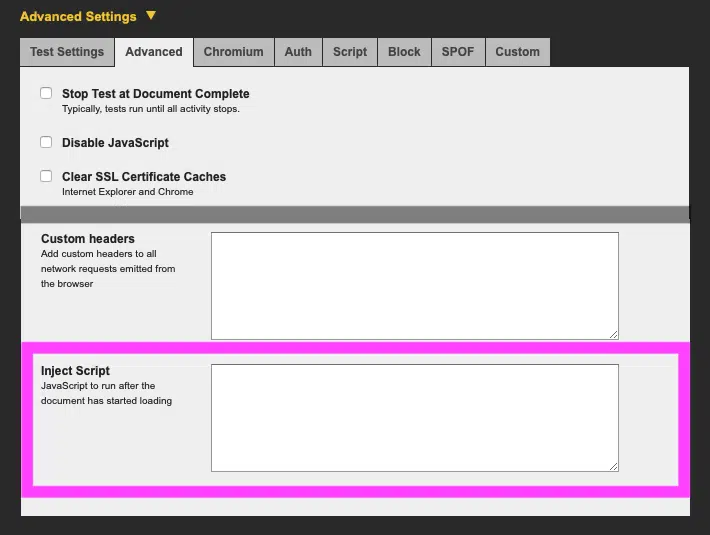 Advanced Settings ▼
Test Settings Advanced Chromium Auth Script Block SPOF Custom
Stop Test at Document Complete
Typically, tests run until all activity stops.
Disable JavaScript
Clear SSL Certificate Caches
Internet Explorer and Chrome
Custom headers
Add custom headers to all
network requests emitted from
the browser
Inject Script
JavaScript to run after the
document has started loading